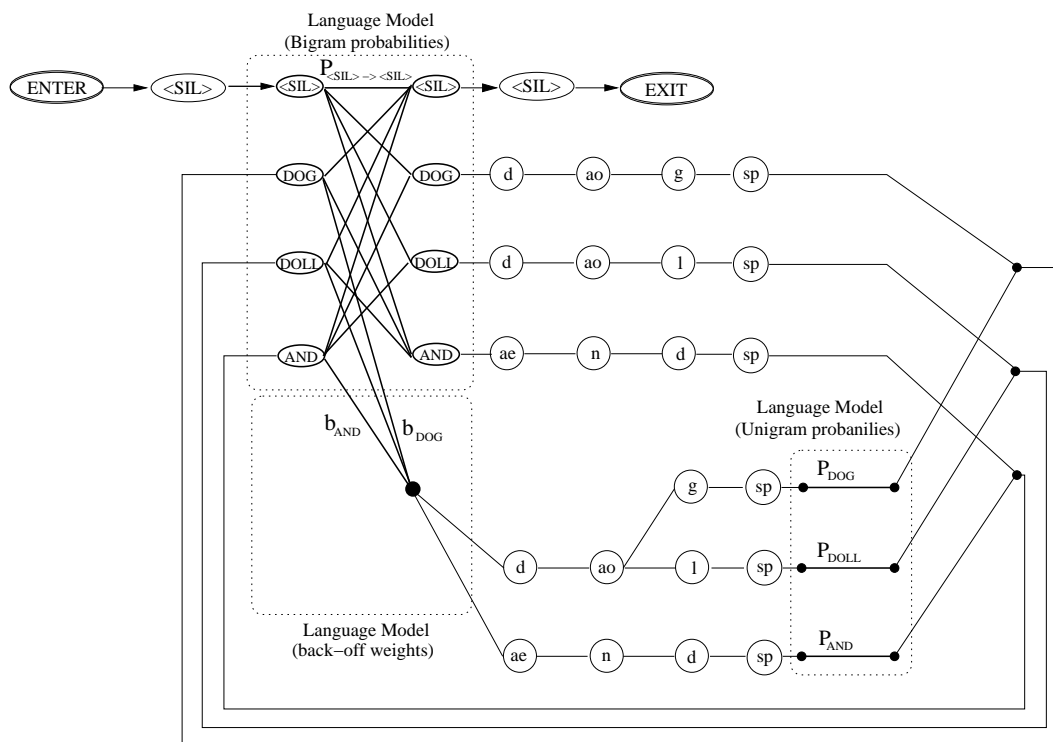 Language Model
(Bigram probabilities)
P<SIL> −> <SIL>
ENTER <SIL> <SIL> <SIL> <SIL> EXIT
DOG DOG d ao g sp
DOLL DOLL d ao l sp
AND AND ae n d sp
bAND bDOG
Language Model
(Unigram probanilies)
g sp PDOG
d ao l sp PDOLL
Language Model
(back−off weights)
ae n d sp PAND